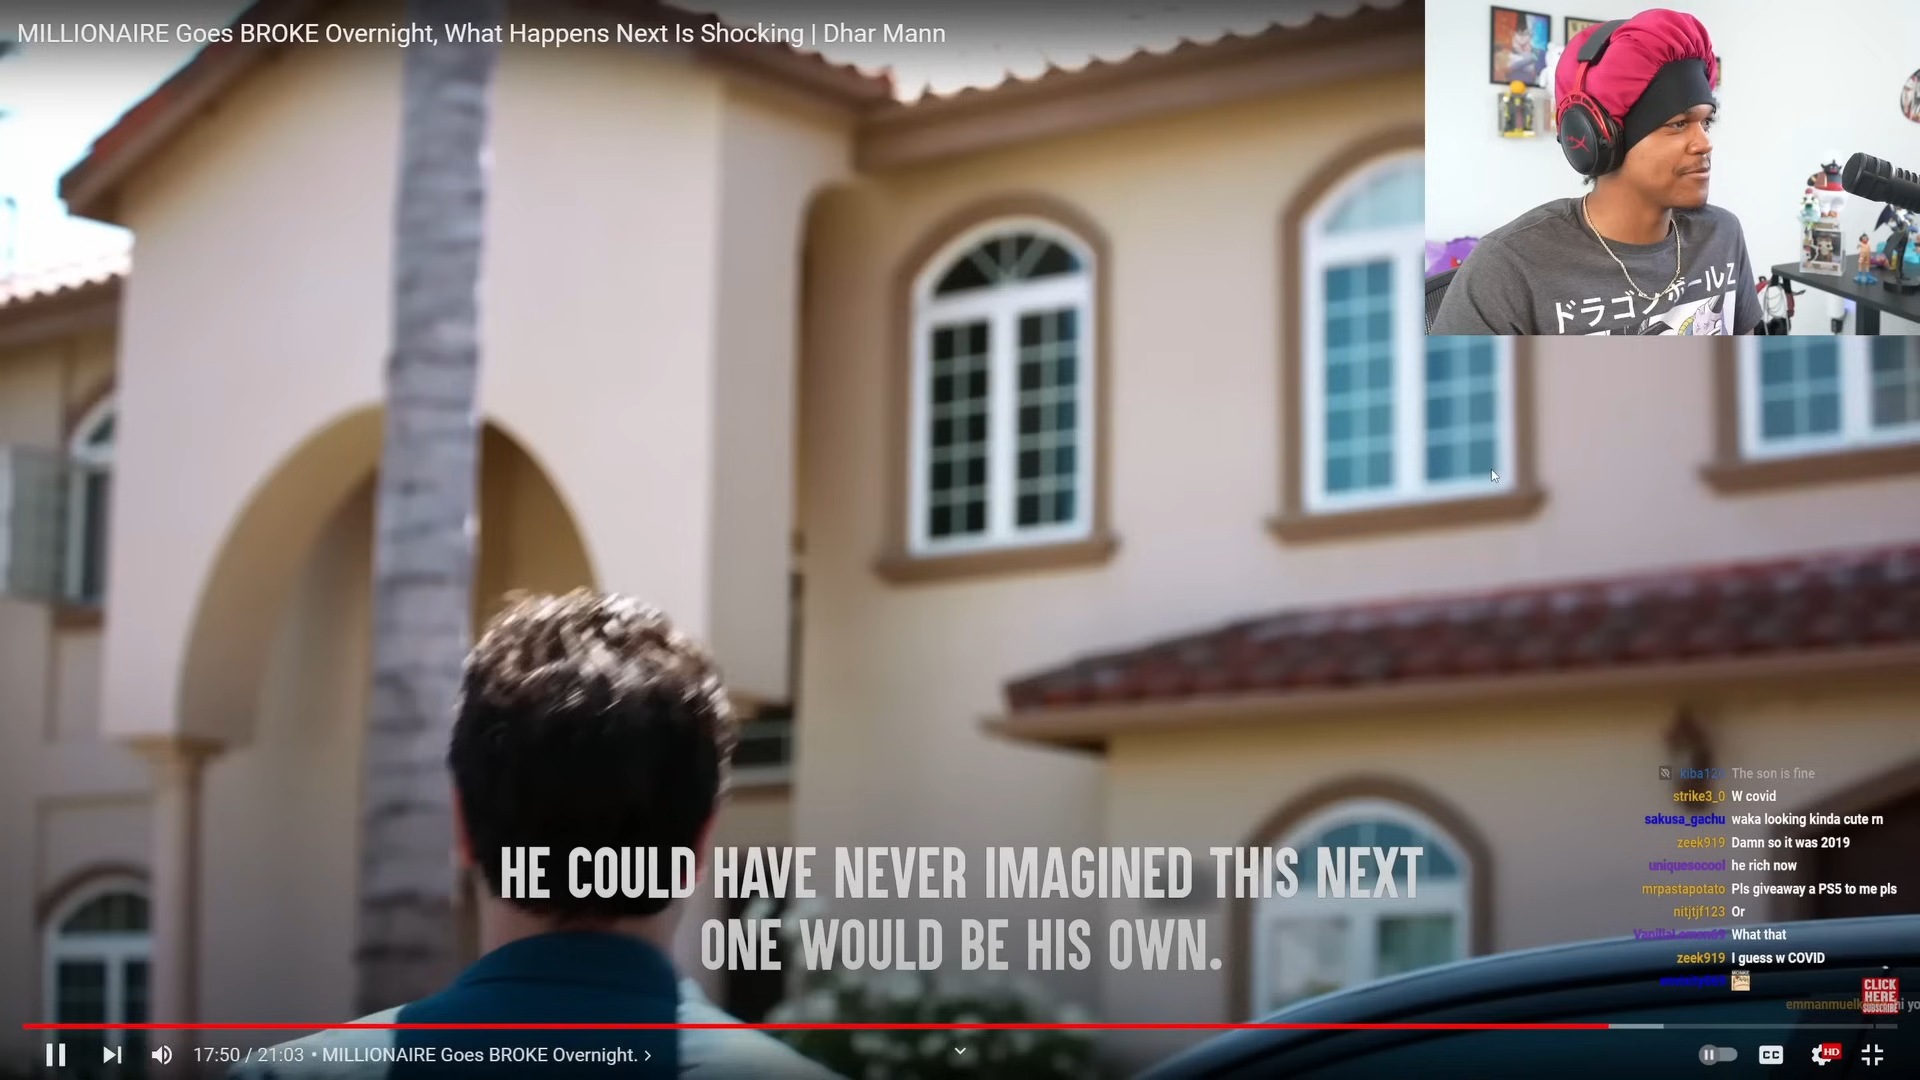 MILLIONAIRE Goes BROKE Overnight, What Happens Next Is Shocking | Dhar Mann
ドラゴンボールZ
The son is fine
strike3_0 W covid
sakusa_gachu waka looking kinda cute rn
zeek919 Damn so it was 2019
uniquesocool he rich now
mrpastapotato Pls giveaway a PS5 to me pls
nitjtjf123 Or
What that
zeek919 I guess w COVID
CLICK
HERE
SUBSCRIBE
HE COULD HAVE NEVER IMAGINED THIS NEXT
ONE WOULD BE HIS OWN.
17:50 / 21:03 • MILLIONAIRE Goes BROKE Overnight. >
CC
HD